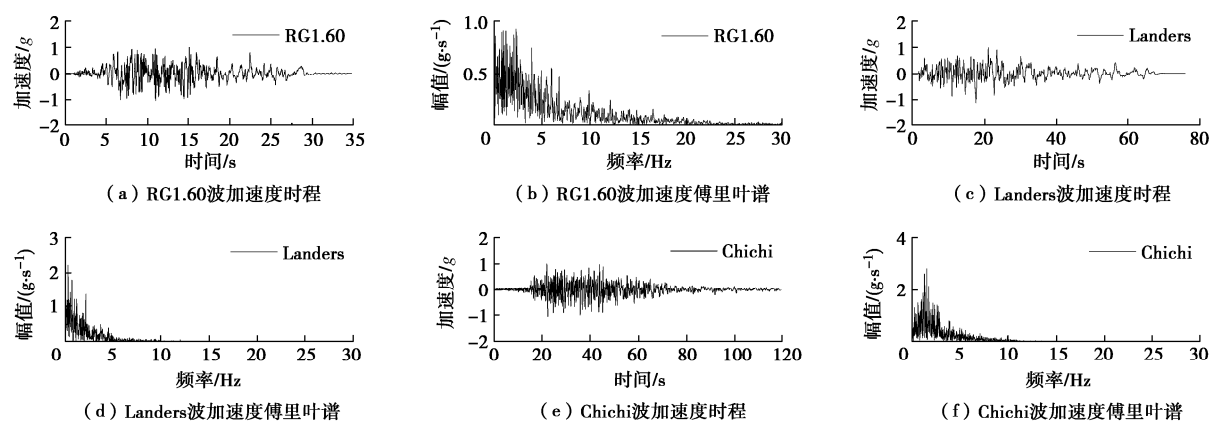 加速度/g
2
1
0
−1
−2
RG1.60
0 5 10 15 20 25 30 35
时间/s
（a）RG1.60波加速度时程
幅值/(g·s⁻¹)
1.0
0.5
RG1.60
0 5 10 15 20 25 30
频率/Hz
（b）RG1.60波加速度傅里叶谱
加速度/g
2
1
0
−1
−2
Landers
0 20 40 60 80
时间/s
（c）Landers波加速度时程
幅值/(g·s⁻¹)
3
2
1
Landers
0 5 10 15 20 25 30
频率/Hz
（d）Landers波加速度傅里叶谱
加速度/g
2
1
0
−1
−2
Chichi
0 20 40 60 80 100 120
时间/s
（e）Chichi波加速度时程
幅值/(g·s⁻¹)
4
2
Chichi
0 5 10 15 20 25 30
频率/Hz
（f）Chichi波加速度傅里叶谱